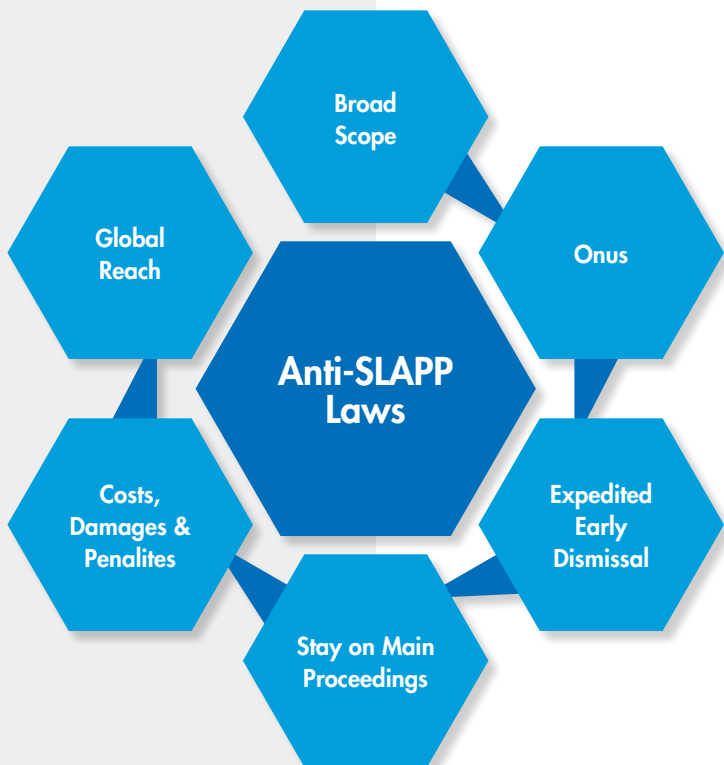 Broad
Scope
Onus
Expedited
Early
Dismissal
Stay on Main
Proceedings
Costs,
Damages &
Penalites
Global
Reach
Anti-SLAPP
Laws